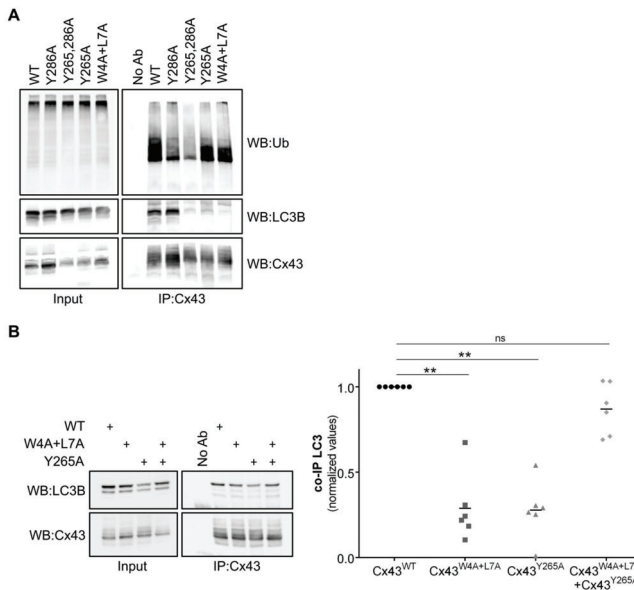 A
WT
Y286A
Y265,286A
Y265A
W4A+L7A
No Ab
WT
Y286A
Y265,286A
Y265A
W4A+L7A
WB:Ub
WB:LC3B
WB:Cx43
Input
IP:Cx43
B
WT + +
W4A+L7A + + + +
Y265A + + + +
No Ab
WB:LC3B
WB:Cx43
Input
IP:Cx43
ns
**
**
co-IP LC3
(normalized values)
1.0
0.5
0.0
Cx43WT
Cx43W4A+L7A
Cx43Y265A
Cx43W4A+L7A
+Cx43Y265A